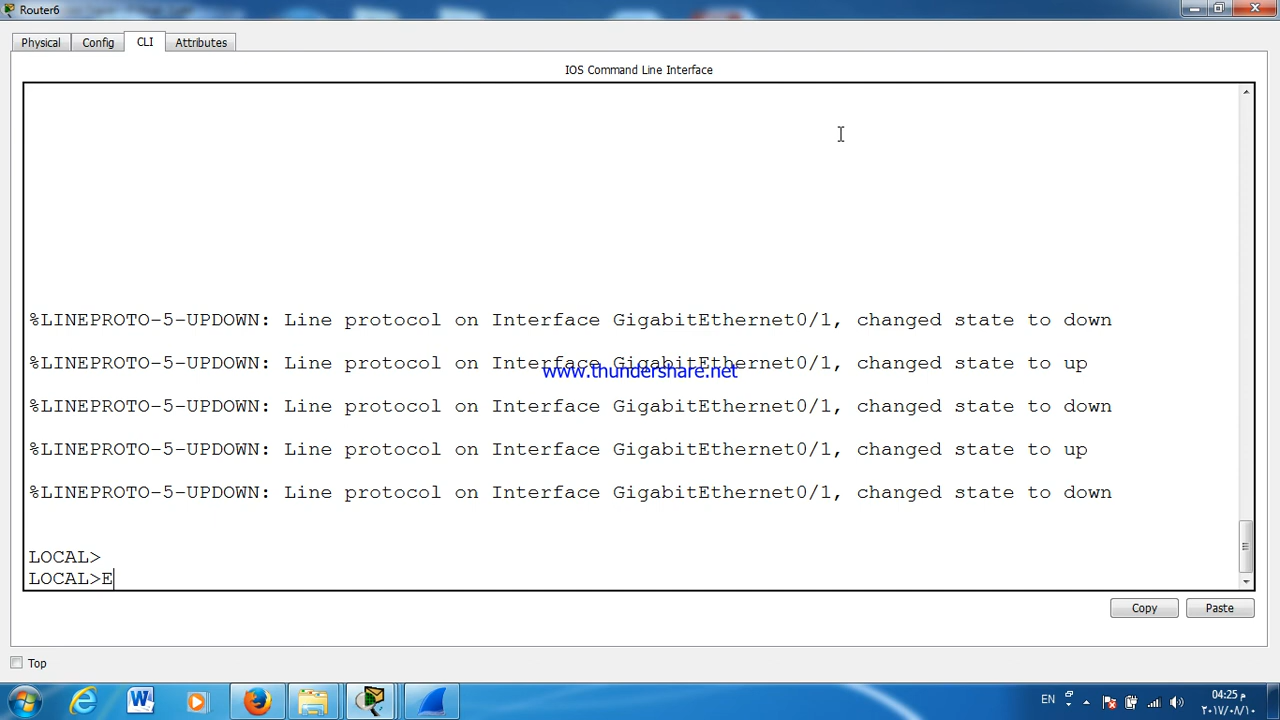 Router6
Physical Config CLI Attributes
IOS Command Line Interface
%LINEPROTO-5-UPDOWN: Line protocol on Interface GigabitEthernet0/1, changed state to down
%LINEPROTO-5-UPDOWN: Line protocol on Interface GigabitEthernet0/1, changed state to up
www.thundershare.net
%LINEPROTO-5-UPDOWN: Line protocol on Interface GigabitEthernet0/1, changed state to down
%LINEPROTO-5-UPDOWN: Line protocol on Interface GigabitEthernet0/1, changed state to up
%LINEPROTO-5-UPDOWN: Line protocol on Interface GigabitEthernet0/1, changed state to down
LOCAL>
LOCAL>E
Copy Paste
Top
EN
04:25 م
٢٠١٧/٠٨/١٠